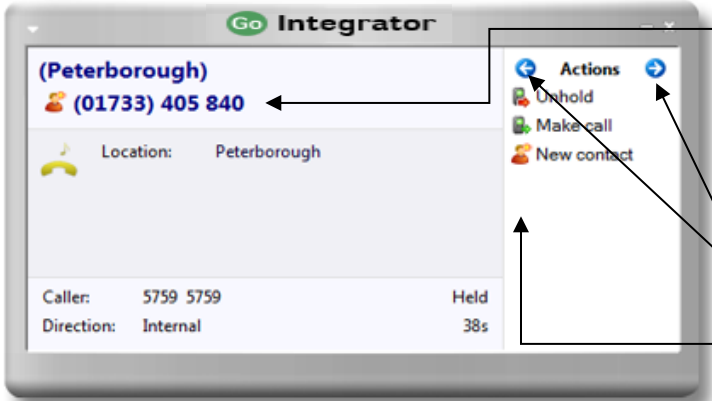 Go Integrator
(Peterborough)
(01733) 405 840
Location: Peterborough
Caller: 5759 5759 Held
Direction: Internal 38s
Actions
Unhold
Make call
New contact